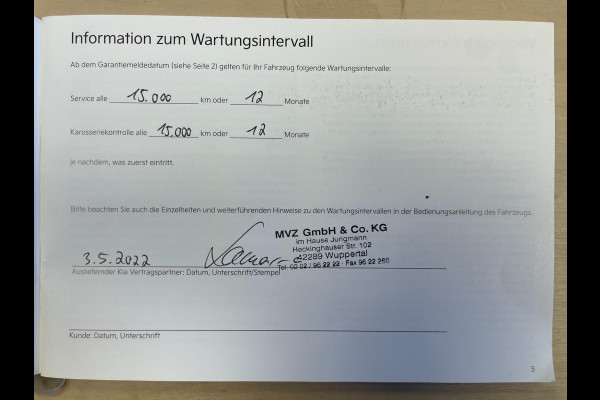 Information zum Wartungsintervall
Ab dem Garantiemeldedatum (siehe Seite 2) gelten für Ihr Fahrzeug folgende Wartungsintervalle:
Service alle 15.000 km oder 12 Monate
Karosseriekontrolle alle 15.000 km oder 12 Monate
je nachdem, was zuerst eintritt.
Bitte beachten Sie auch die Einzelheiten und weiterführenden Hinweise zu den Wartungsintervallen in der Bedienungsanleitung des Fahrzeugs.
MVZ GmbH & Co. KG
im Hause Jungmann
Heckinghauser Str. 102
42289 Wuppertal
Tel. 02 02 / 96 22 22 - Fax 96 22 260
3.5.2022
Ausliefernder Kia Vertragspartner: Datum, Unterschrift/Stempel
Kunde: Datum, Unterschrift
5